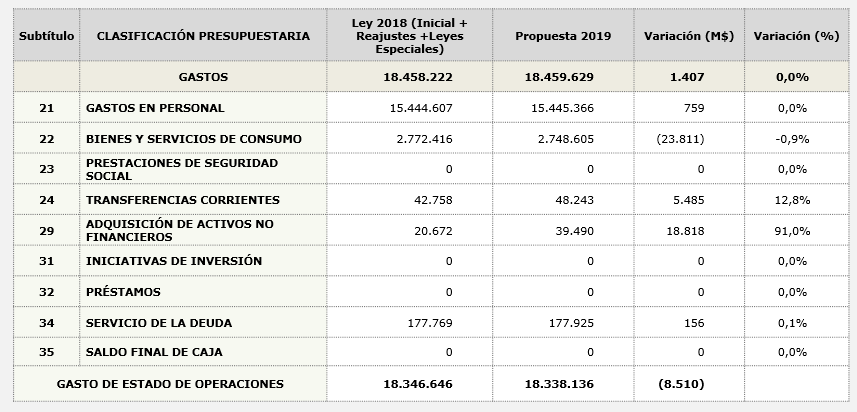 Subtítulo CLASIFICACIÓN PRESUPUESTARIA Ley 2018 (Inicial + Reajustes +Leyes Especiales) Propuesta 2019 Variación (M$) Variación (%)
GASTOS 18.458.222 18.459.629 1.407 0,0%
21 GASTOS EN PERSONAL 15.444.607 15.445.366 759 0,0%
22 BIENES Y SERVICIOS DE CONSUMO 2.772.416 2.748.605 (23.811) -0,9%
23 PRESTACIONES DE SEGURIDAD SOCIAL 0 0 0 0,0%
24 TRANSFERENCIAS CORRIENTES 42.758 48.243 5.485 12,8%
29 ADQUISICIÓN DE ACTIVOS NO FINANCIEROS 20.672 39.490 18.818 91,0%
31 INICIATIVAS DE INVERSIÓN 0 0 0 0,0%
32 PRÉSTAMOS 0 0 0 0,0%
34 SERVICIO DE LA DEUDA 177.769 177.925 156 0,1%
35 SALDO FINAL DE CAJA 0 0 0 0,0%
GASTO DE ESTADO DE OPERACIONES 18.346.646 18.338.136 (8.510)